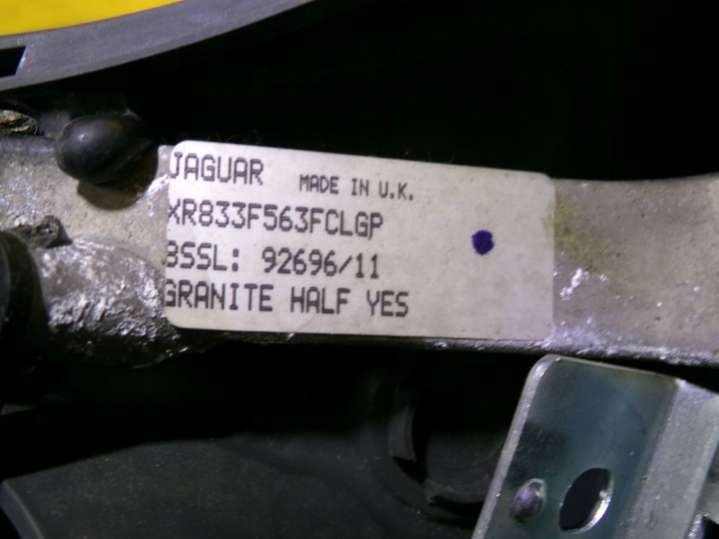 JAGUAR MADE IN U.K.
XR833F563FCLGP
BSSL: 92696/11
GRANITE HALF YES